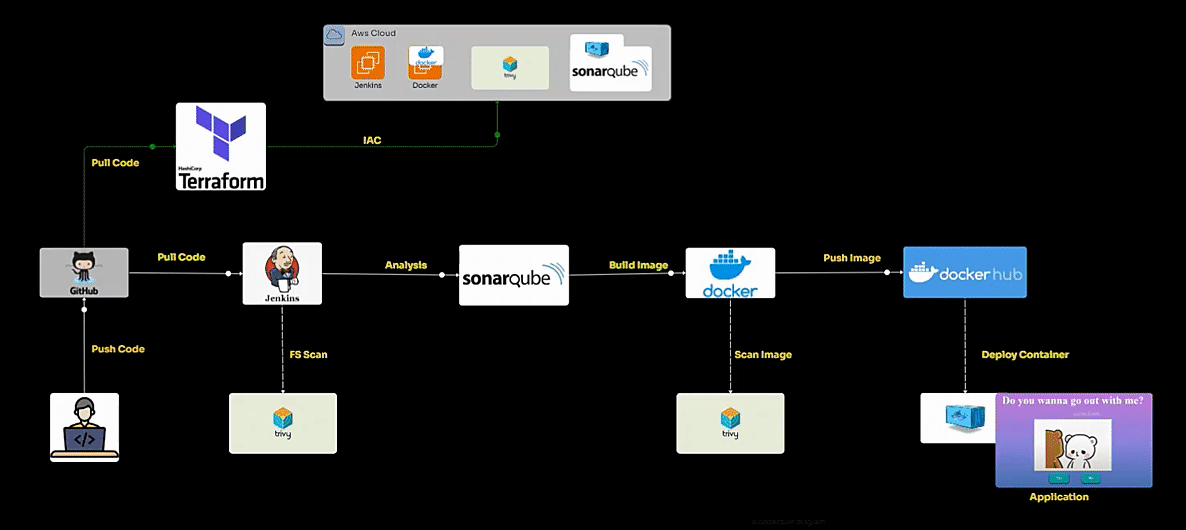 Aws Cloud
Jenkins
docker
Docker
trivy
sonarqube
Pull Code
HashiCorp
Terraform
IAC
GitHub
Pull Code
Jenkins
Analysis
sonarqube
Build Image
docker
Push Image
dockerhub
Push Code
FS Scan
Scan Image
Deploy Container
</>
trivy
trivy
Do you wanna go out with me?
Application